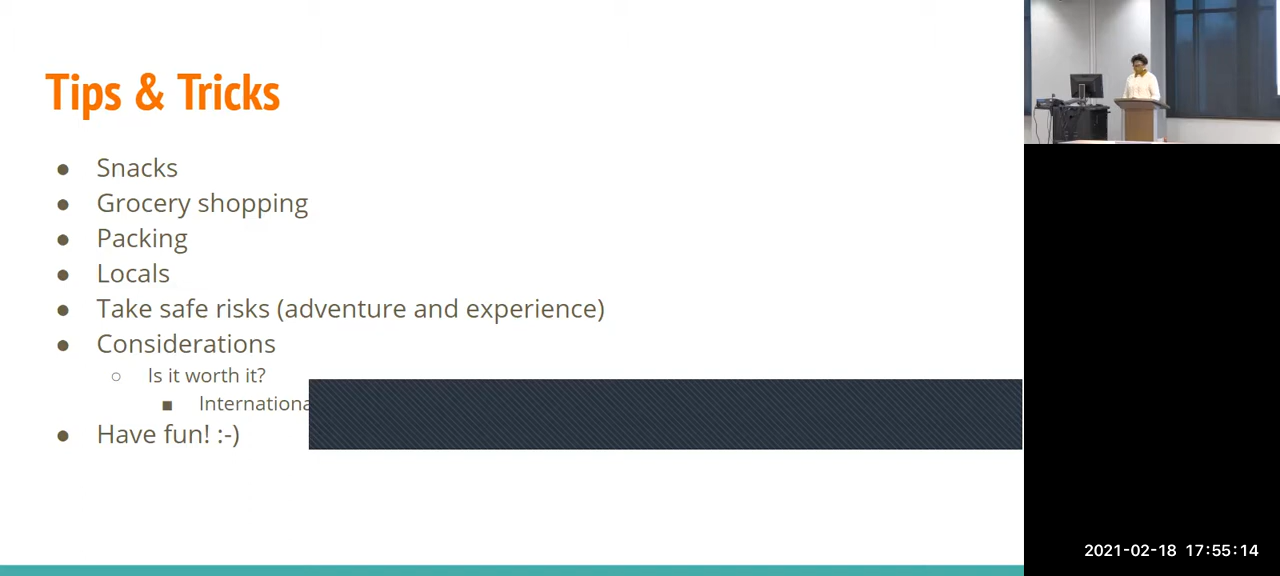 Tips & Tricks
● Snacks
● Grocery shopping
● Packing
● Locals
● Take safe risks (adventure and experience)
● Considerations
○ Is it worth it?
■ Internationa
● Have fun! :-)
2021-02-18 17:55:14